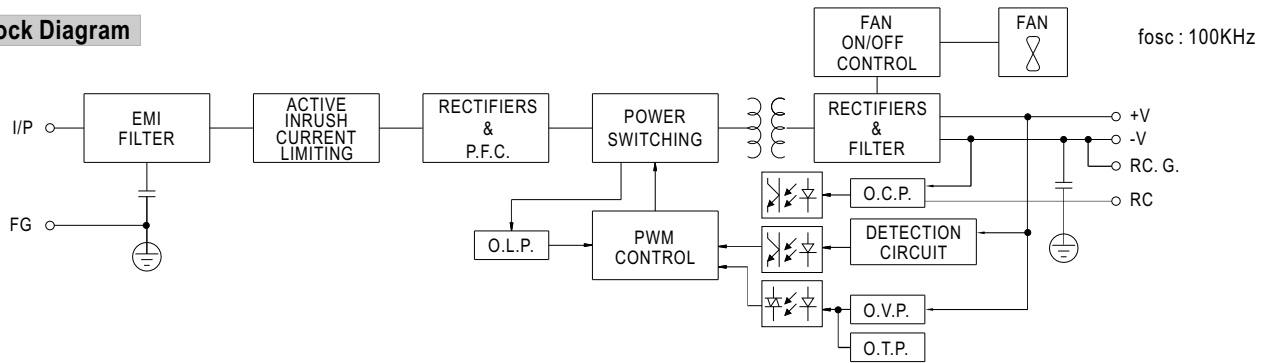 ock Diagram
fosc : 100KHz
FAN
ON/OFF
CONTROL
FAN
I/P
EMI
FILTER
ACTIVE
INRUSH
CURRENT
LIMITING
RECTIFIERS
&
P.F.C.
POWER
SWITCHING
RECTIFIERS
&
FILTER
+V
-V
RC. G.
RC
FG
O.L.P.
PWM
CONTROL
O.C.P.
DETECTION
CIRCUIT
O.V.P.
O.T.P.